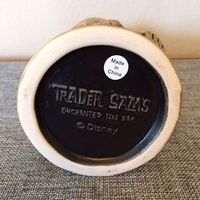 Made
in
China
TRADER SAM'S
ENCHANTED TIKI BAR
© Disney